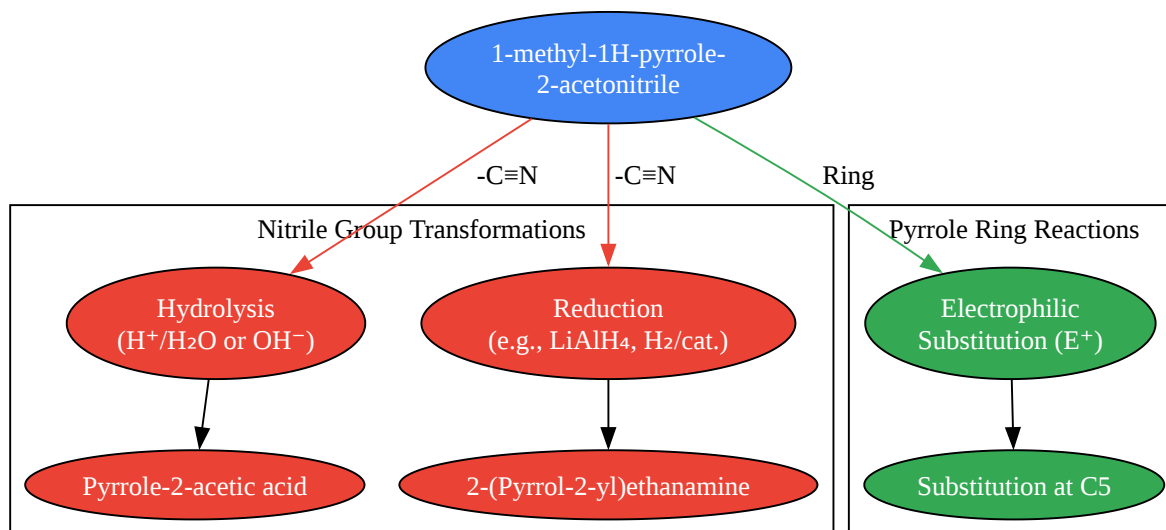 1-methyl-1H-pyrrole-
2-acetonitrile
-C≡N
-C≡N
Ring
Nitrile Group Transformations
Pyrrole Ring Reactions
Hydrolysis
(H⁺/H₂O or OH⁻)
Reduction
(e.g., LiAlH₄, H₂/cat.)
Electrophilic
Substitution (E⁺)
Pyrrole-2-acetic acid
2-(Pyrrol-2-yl)ethanamine
Substitution at C5